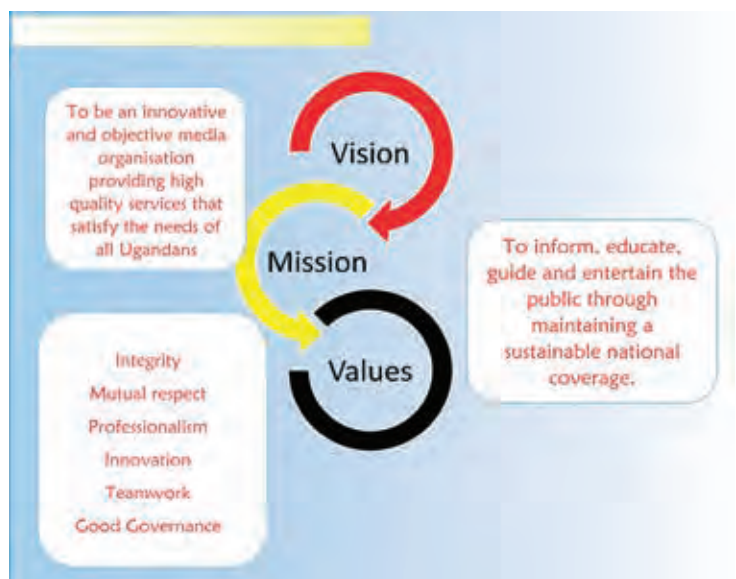 To be an innovative
and objective media
organisation
providing high
quality services that
satisfy the needs of
all Ugandans
Vision
Mission
To inform, educate,
guide and entertain the
public through
maintaining a
sustainable national
coverage.
Values
Integrity
Mutual respect
Professionalism
Innovation
Teamwork
Good Governance